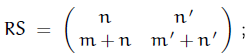 RS = ( n n′
m + n m′ + n′ ) ;